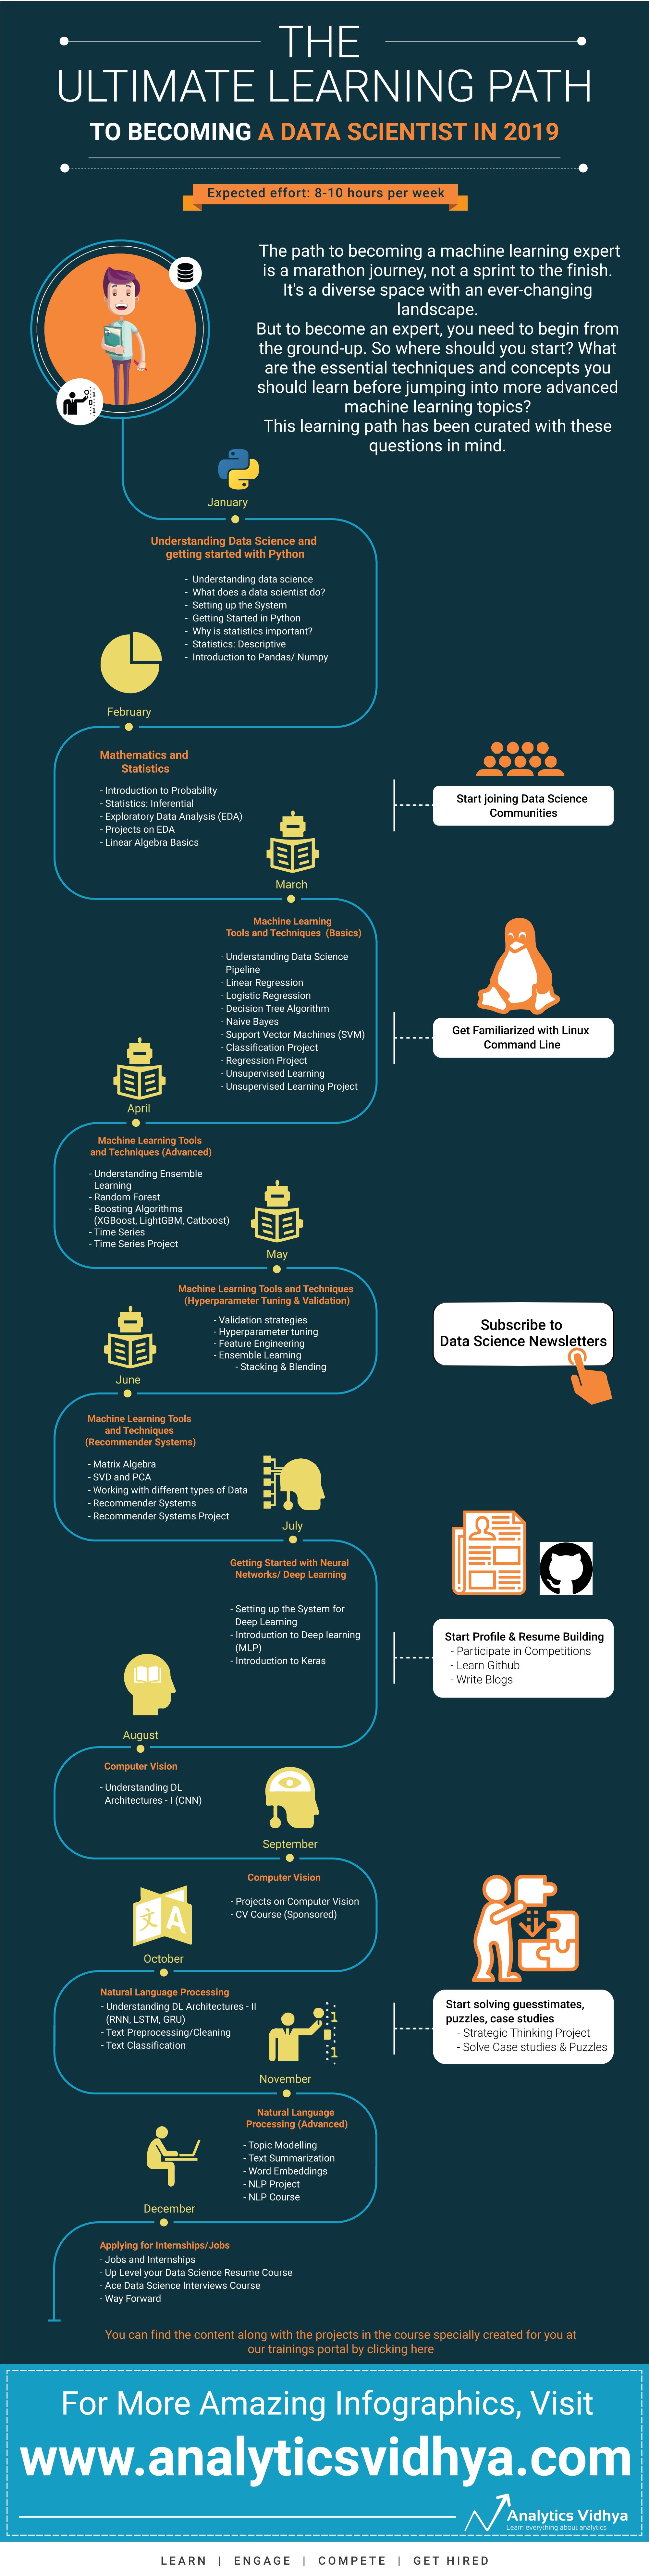 THE
ULTIMATE LEARNING PATH
TO BECOMING A DATA SCIENTIST IN 2019
Expected effort: 8-10 hours per week
The path to becoming a machine learning expert
is a marathon journey, not a sprint to the finish.
It's a diverse space with an ever-changing
landscape.
But to become an expert, you need to begin from
the ground-up. So where should you start? What
are the essential techniques and concepts you
should learn before jumping into more advanced
machine learning topics?
This learning path has been curated with these
questions in mind.
January
Understanding Data Science and
getting started with Python
- Understanding data science
- What does a data scientist do?
- Setting up the System
- Getting Started in Python
- Why is statistics important?
- Statistics: Descriptive
- Introduction to Pandas/ Numpy
February
Mathematics and
Statistics
- Introduction to Probability
- Statistics: Inferential
- Exploratory Data Analysis (EDA)
- Projects on EDA
- Linear Algebra Basics
Start joining Data Science
Communities
March
Machine Learning
Tools and Techniques (Basics)
- Understanding Data Science
Pipeline
- Linear Regression
- Logistic Regression
- Decision Tree Algorithm
- Naive Bayes
- Support Vector Machines (SVM)
- Classification Project
- Regression Project
- Unsupervised Learning
- Unsupervised Learning Project
Get Familiarized with Linux
Command Line
April
Machine Learning Tools
and Techniques (Advanced)
- Understanding Ensemble
Learning
- Random Forest
- Boosting Algorithms
(XGBoost, LightGBM, Catboost)
- Time Series
- Time Series Project
May
Machine Learning Tools and Techniques
(Hyperparameter Tuning & Validation)
- Validation strategies
- Hyperparameter tuning
- Feature Engineering
- Ensemble Learning
- Stacking & Blending
Subscribe to
Data Science Newsletters
June
Machine Learning Tools
and Techniques
(Recommender Systems)
- Matrix Algebra
- SVD and PCA
- Working with different types of Data
- Recommender Systems
- Recommender Systems Project
July
Getting Started with Neural
Networks/ Deep Learning
- Setting up the System for
Deep Learning
- Introduction to Deep learning
(MLP)
- Introduction to Keras
Start Profile & Resume Building
- Participate in Competitions
- Learn Github
- Write Blogs
August
Computer Vision
- Understanding DL
Architectures - I (CNN)
September
Computer Vision
- Projects on Computer Vision
- CV Course (Sponsored)
文 A
October
Natural Language Processing
- Understanding DL Architectures - II
(RNN, LSTM, GRU)
- Text Preprocessing/Cleaning
- Text Classification
Start solving guesstimates,
puzzles, case studies
- Strategic Thinking Project
- Solve Case studies & Puzzles
1
1
November
Natural Language
Processing (Advanced)
- Topic Modelling
- Text Summarization
- Word Embeddings
- NLP Project
- NLP Course
December
Applying for Internships/Jobs
- Jobs and Internships
- Up Level your Data Science Resume Course
- Ace Data Science Interviews Course
- Way Forward
You can find the content along with the projects in the course specially created for you at
our trainings portal by clicking here
For More Amazing Infographics, Visit
www.analyticsvidhya.com
Analytics Vidhya
Learn everything about analytics
LEARN | ENGAGE | COMPETE | GET HIRED